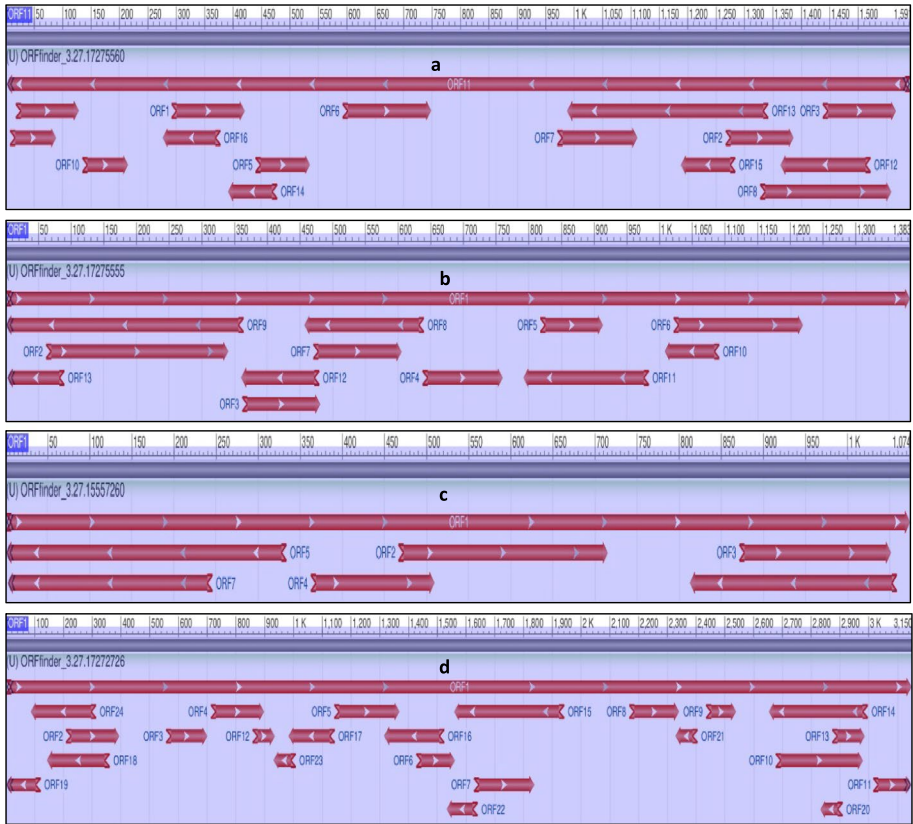 ORF11 50 100 150 200 250 300 350 400 450 500 550 600 650 700 750 800 850 900 950 1 K 1,050 1,100 1,150 1,200 1,250 1,300 1,350 1,400 1,450 1,500 1,59
(U) ORFfinder_3.27.17275560
a
ORF11
ORF1 ORF6 ORF13 ORF3
ORF16 ORF7 ORF2
ORF10 ORF5 ORF15 ORF12
ORF14 ORF8
ORF1 50 100 150 200 250 300 350 400 450 500 550 600 650 700 750 800 850 900 950 1 K 1,050 1,100 1,150 1,200 1,250 1,300 1,383
(U) ORFfinder_3.27.17275555
b
ORF1
ORF9 ORF8 ORF5 ORF6
ORF2 ORF7 ORF10
ORF13 ORF12 ORF4 ORF11
ORF3
ORF1 50 100 150 200 250 300 350 400 450 500 550 600 650 700 750 800 850 900 950 1 K 1,074
(U) ORFfinder_3.27.15557260
c
ORF1
ORF5 ORF2 ORF3
ORF7 ORF4
ORF1 100 200 300 400 500 600 700 800 900 1 K 1,100 1,200 1,300 1,400 1,500 1,600 1,700 1,800 1,900 2 K 2,100 2,200 2,300 2,400 2,500 2,600 2,700 2,800 2,900 3 K 3,150
(U) ORFfinder_3.27.17272726
d
ORF1
ORF24 ORF4 ORF5 ORF15 ORF8 ORF9 ORF14
ORF2 ORF3 ORF12 ORF17 ORF16 ORF21 ORF13
ORF18 ORF23 ORF6 ORF10
ORF19 ORF7 ORF11
ORF22 ORF20